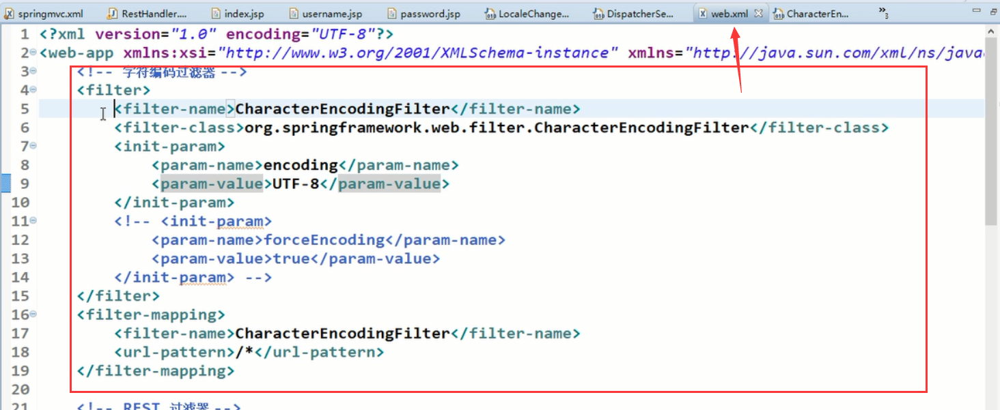 springmvc.xml RestHandler.... index.jsp username.jsp password.jsp LocaleChange... DispatcherSe... web.xml CharacterEn... »3
1 <?xml version="1.0" encoding="UTF-8"?>
2 <web-app xmlns:xsi="http://www.w3.org/2001/XMLSchema-instance" xmlns="http://java.sun.com/xml/ns/java
3 <!-- 字符编码过滤器 -->
4 <filter>
5 <filter-name>CharacterEncodingFilter</filter-name>
6 <filter-class>org.springframework.web.filter.CharacterEncodingFilter</filter-class>
7 <init-param>
8 <param-name>encoding</param-name>
9 <param-value>UTF-8</param-value>
10 </init-param>
11 <!-- <init-param>
12 <param-name>forceEncoding</param-name>
13 <param-value>true</param-value>
14 </init-param> -->
15 </filter>
16 <filter-mapping>
17 <filter-name>CharacterEncodingFilter</filter-name>
18 <url-pattern>/*</url-pattern>
19 </filter-mapping>
20
21 <!-- REST 过滤器 -->